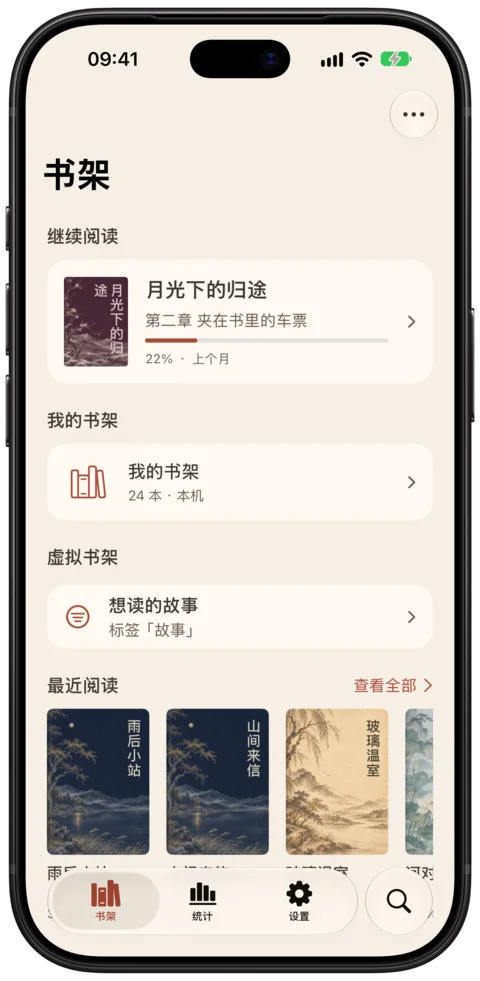 09:41
书架
继续阅读
月光下的归途
月光下的归途
第二章 夹在书里的车票
22% · 上个月
我的书架
我的书架
24 本 · 本机
虚拟书架
想读的故事
标签「故事」
最近阅读
查看全部
雨后小站
山间来信
玻璃温室
书架
统计
设置